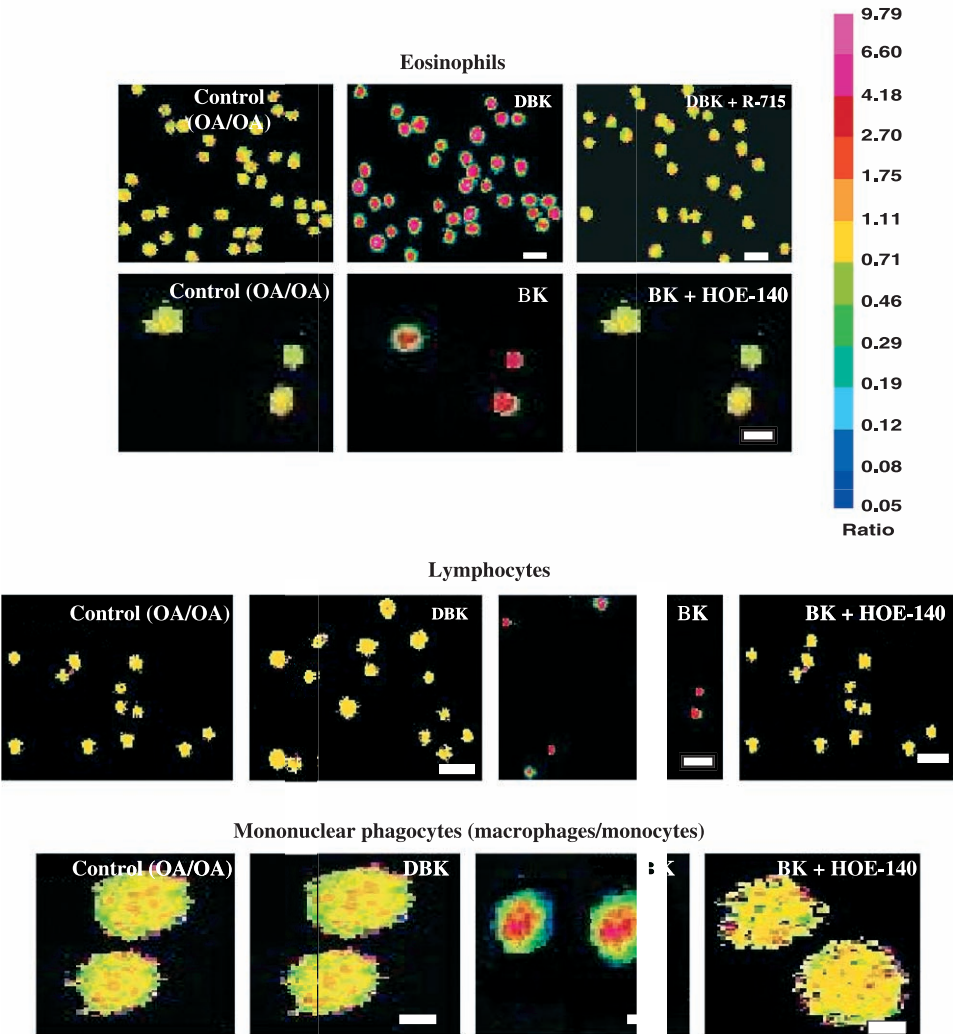 Eosinophils
Control
(OA/OA)
DBK
DBK + R-715
Control (OA/OA)
BK
BK + HOE-140
9.79
6.60
4.18
2.70
1.75
1.11
0.71
0.46
0.29
0.19
0.12
0.08
0.05
Ratio
Lymphocytes
Control (OA/OA)
DBK
BK
BK + HOE-140
Mononuclear phagocytes (macrophages/monocytes)
Control (OA/OA)
DBK
BK
BK + HOE-140